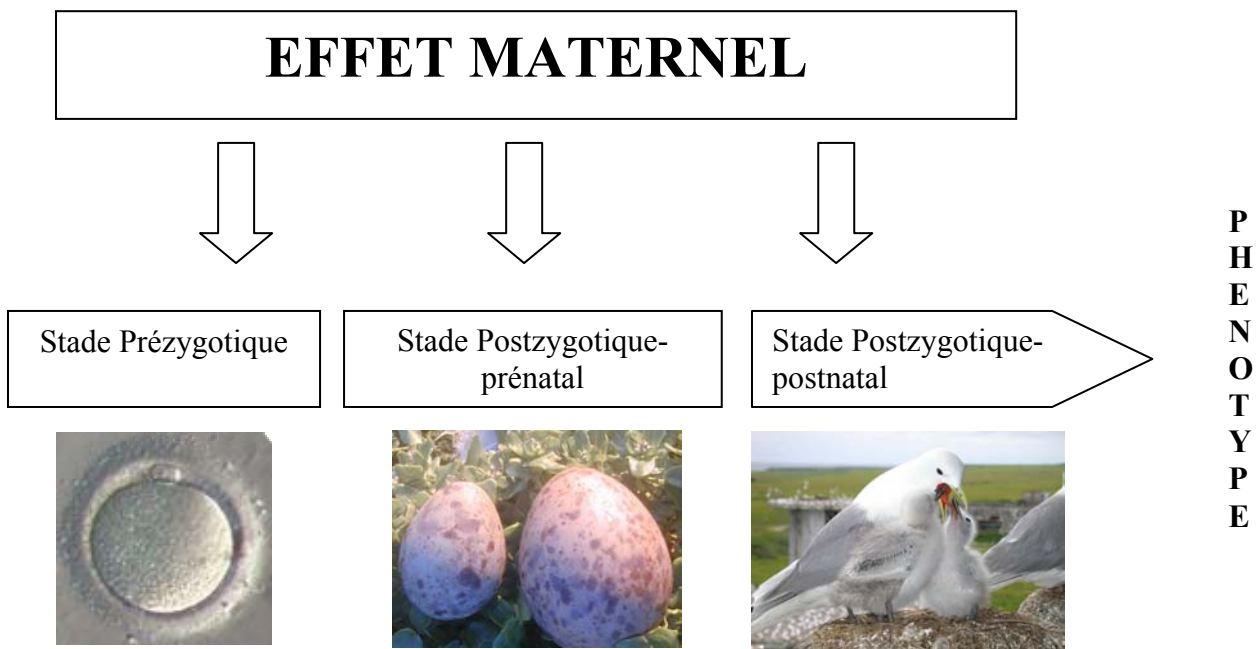 EFFET MATERNEL
Stade Prézygotique
Stade Postzygotique-
prénatal
Stade Postzygotique-
postnatal
P
H
E
N
O
T
Y
P
E